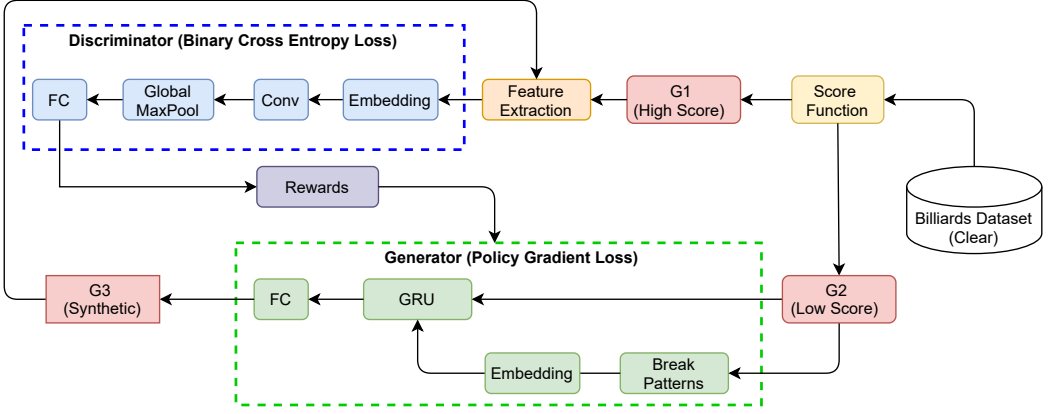 Discriminator (Binary Cross Entropy Loss)
FC
Global
MaxPool
Conv
Embedding
Feature
Extraction
G1
(High Score)
Score
Function
Rewards
Billiards Dataset
(Clear)
Generator (Policy Gradient Loss)
G3
(Synthetic)
FC
GRU
G2
(Low Score)
Embedding
Break
Patterns